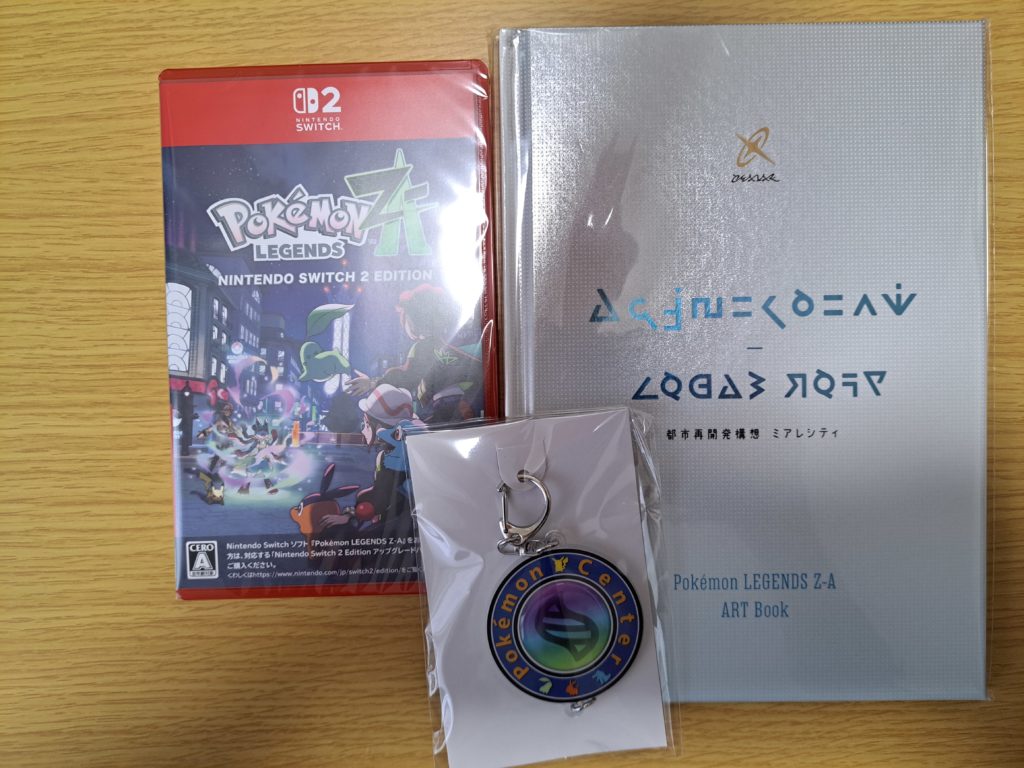 2
NINTENDO
SWITCH™
POKÉMON
LEGENDS
Z-A
NINTENDO SWITCH 2 EDITION
CERO
A
Nintendo Switch ソフト『Pokémon LEGENDS Z-A』をお
方は、対応する「Nintendo Switch 2 Edition アップグレードパ
ご購入ください。
くわしくはhttps://www.nintendo.com/jp/switch2/edition/をご覧く
Pokémon Center
都市再開発構想 ミアレシティ
Pokémon LEGENDS Z-A
ART Book